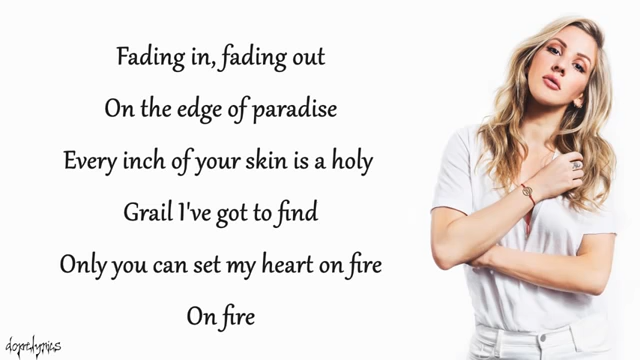 Fading in, fading out
On the edge of paradise
Every inch of your skin is a holy
Grail I've got to find
Only you can set my heart on fire
On fire
dopelyrics